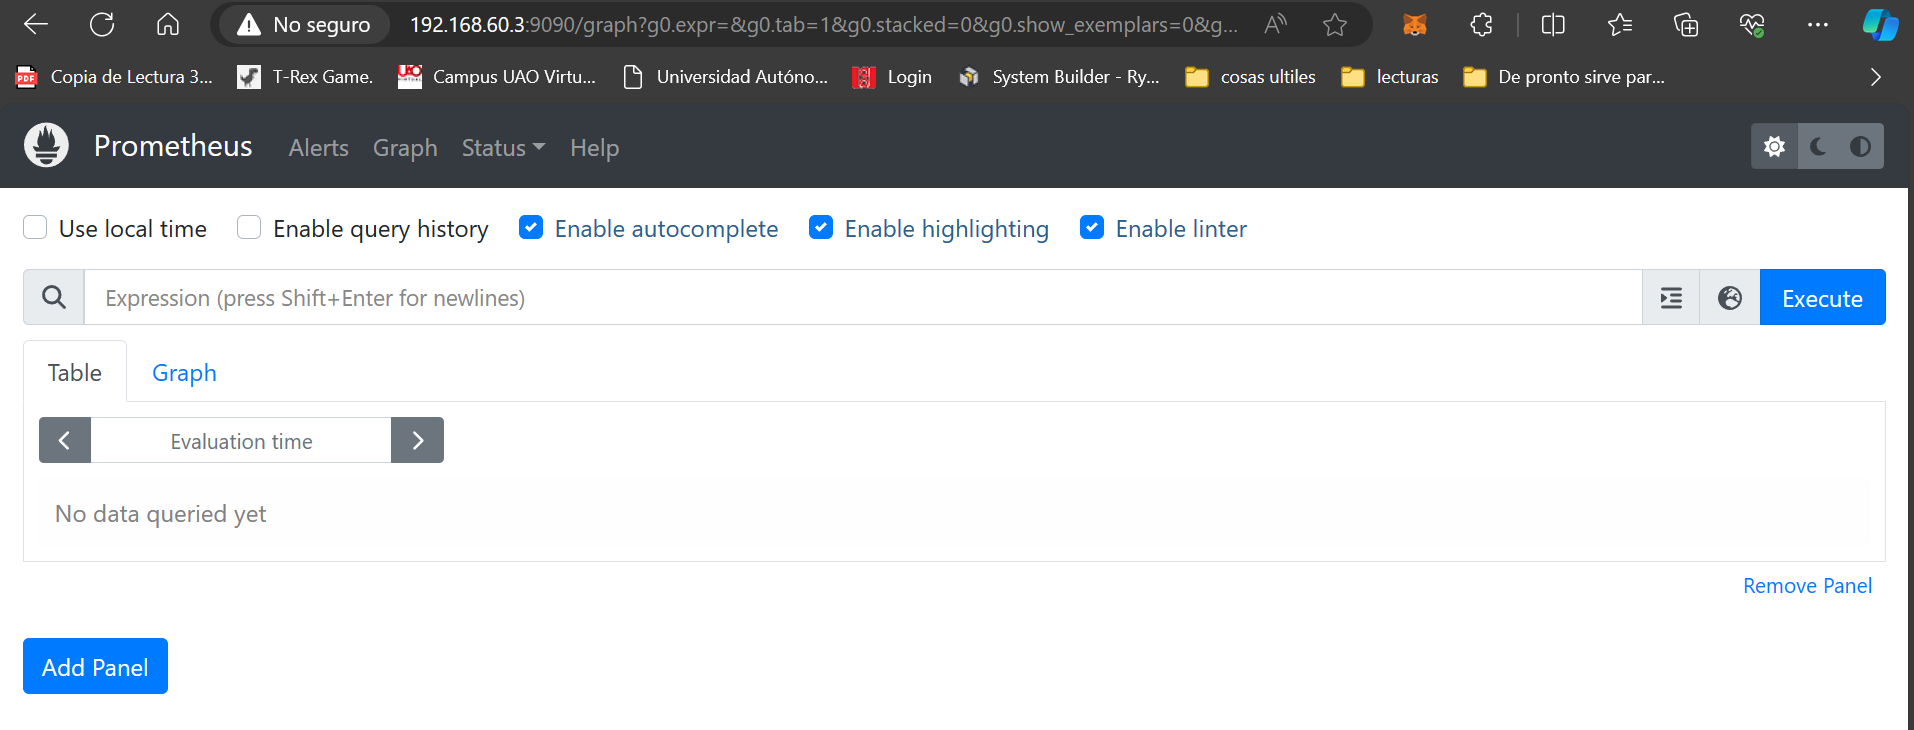 No seguro 192.168.60.3:9090/graph?g0.expr=&g0.tab=1&g0.stacked=0&g0.show_exemplars=0&g...
PDF Copia de Lectura 3... T-Rex Game. UAO Campus UAO Virtu... Universidad Autóno... Login System Builder - Ry... cosas ultiles lecturas De pronto sirve par...
Prometheus Alerts Graph Status Help
Use local time Enable query history Enable autocomplete Enable highlighting Enable linter
Expression (press Shift+Enter for newlines) Execute
Table Graph
Evaluation time
No data queried yet
Remove Panel
Add Panel